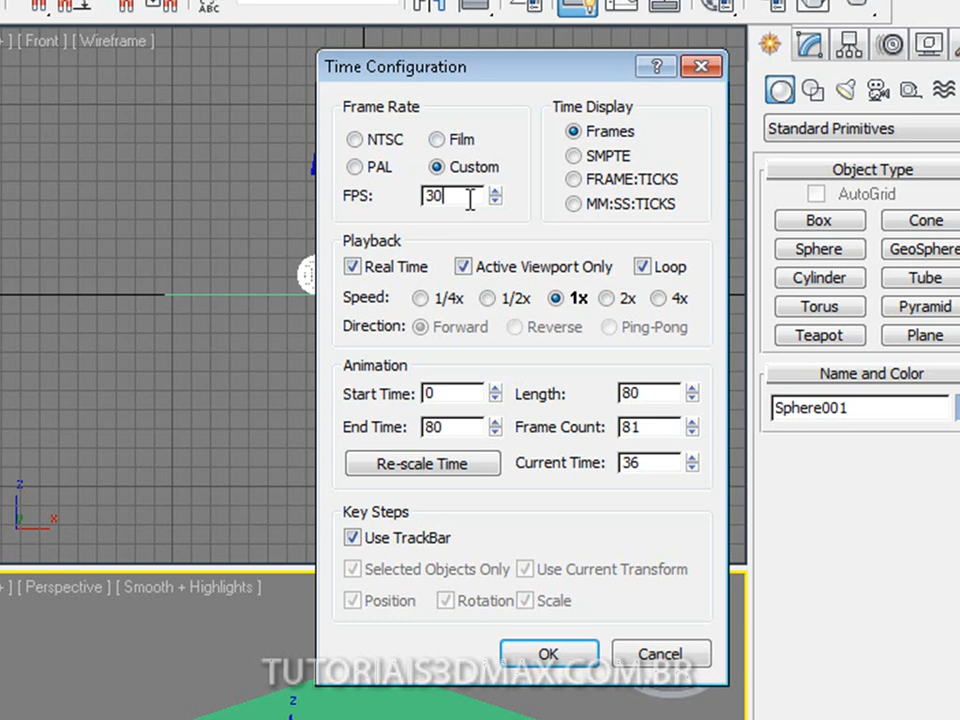 ABC
+ ] [ Front ] [ Wireframe ]
Time Configuration
?
Frame Rate
NTSC
Film
PAL
Custom
FPS:
30
Time Display
Frames
SMPTE
FRAME:TICKS
MM:SS:TICKS
Playback
Real Time
Active Viewport Only
Loop
Speed:
1/4x
1/2x
1x
2x
4x
Direction:
Forward
Reverse
Ping-Pong
Animation
Start Time:
0
Length:
80
End Time:
80
Frame Count:
81
Re-scale Time
Current Time:
36
Key Steps
Use TrackBar
Selected Objects Only
Use Current Transform
Position
Rotation
Scale
OK
Cancel
Standard Primitives
Object Type
AutoGrid
Box
Cone
Sphere
GeoSphere
Cylinder
Tube
Torus
Pyramid
Teapot
Plane
Name and Color
Sphere001
z
x
+ ] [ Perspective ] [ Smooth + Highlights ]
TUTORIAIS3DMAX.COM.BR
z